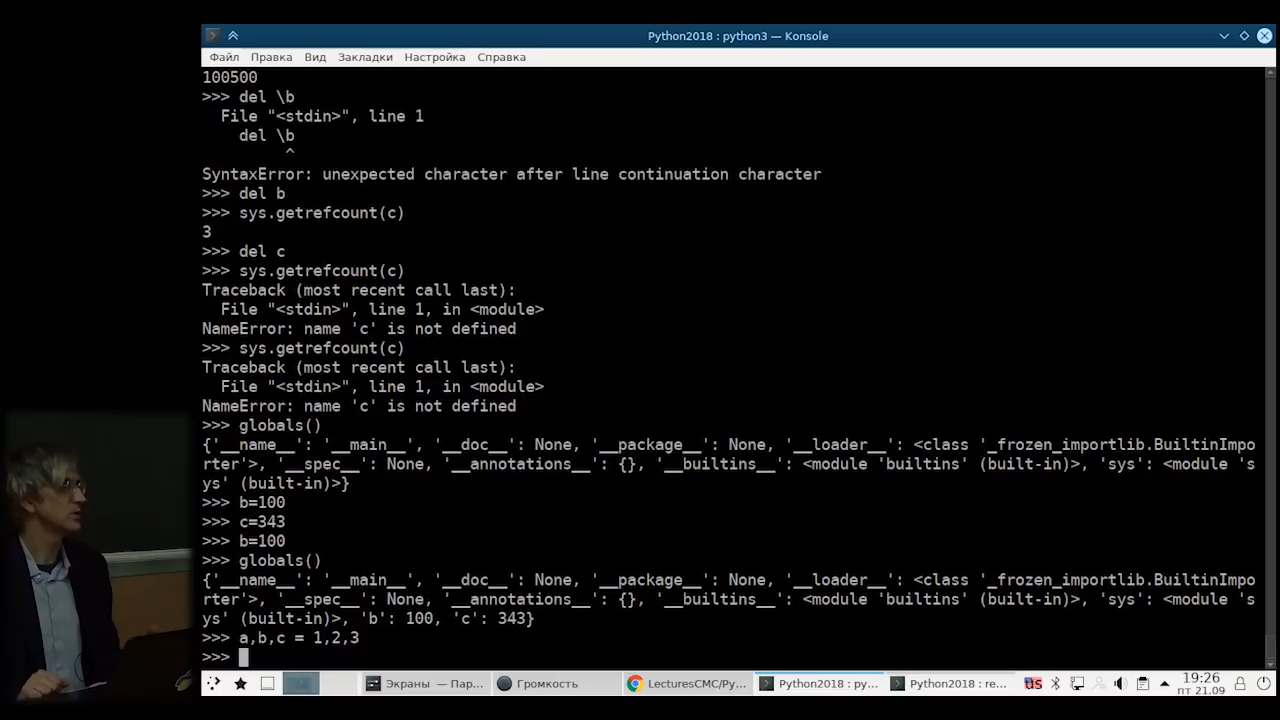 Python2018 : python3 — Konsole
Файл Правка Вид Закладки Настройка Справка
100500
>>> del \b
  File "<stdin>", line 1
    del \b
         ^
SyntaxError: unexpected character after line continuation character
>>> del b
>>> sys.getrefcount(c)
3
>>> del c
>>> sys.getrefcount(c)
Traceback (most recent call last):
  File "<stdin>", line 1, in <module>
NameError: name 'c' is not defined
>>> sys.getrefcount(c)
Traceback (most recent call last):
  File "<stdin>", line 1, in <module>
NameError: name 'c' is not defined
>>> globals()
{'__name__': '__main__', '__doc__': None, '__package__': None, '__loader__': <class '_frozen_importlib.BuiltinImpo
rter'>, '__spec__': None, '__annotations__': {}, '__builtins__': <module 'builtins' (built-in)>, 'sys': <module 's
ys' (built-in)>}
>>> b=100
>>> c=343
>>> b=100
>>> globals()
{'__name__': '__main__', '__doc__': None, '__package__': None, '__loader__': <class '_frozen_importlib.BuiltinImpo
rter'>, '__spec__': None, '__annotations__': {}, '__builtins__': <module 'builtins' (built-in)>, 'sys': <module 's
ys' (built-in)>, 'b': 100, 'c': 343}
>>> a,b,c = 1,2,3
>>>
Экраны — Пар... Громкость LecturesCMC/Py... Python2018 : py... Python2018 : re... us 19:26
пт 21.09